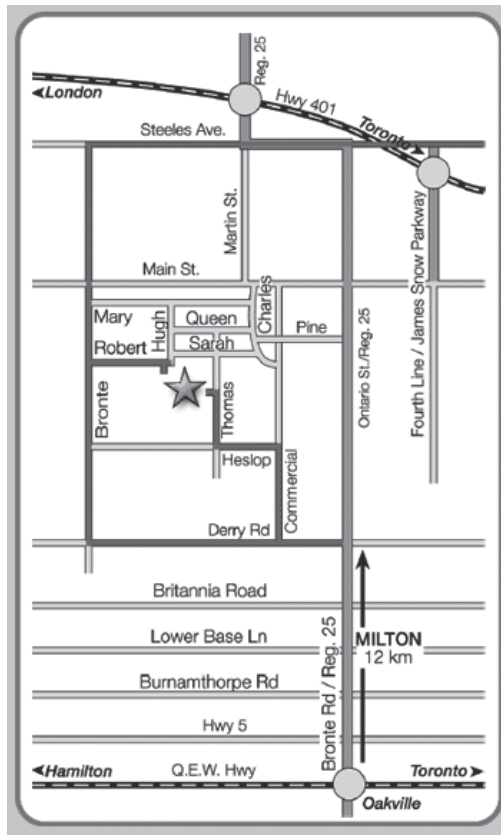 Reg. 25
London
Hwy 401
Toronto
Steeles Ave.
Martin St.
Fourth Line / James Snow Parkway
Main St.
Charles
Mary
Hugh
Queen
Pine
Ontario St./Reg. 25
Robert
Sarah
Bronte
Thomas
Heslop
Commercial
Derry Rd
Britannia Road
Lower Base Ln
MILTON
12 km
Bronte Rd / Reg. 25
Burnamthorpe Rd
Hwy 5
Hamilton
Q.E.W. Hwy
Toronto
Oakville